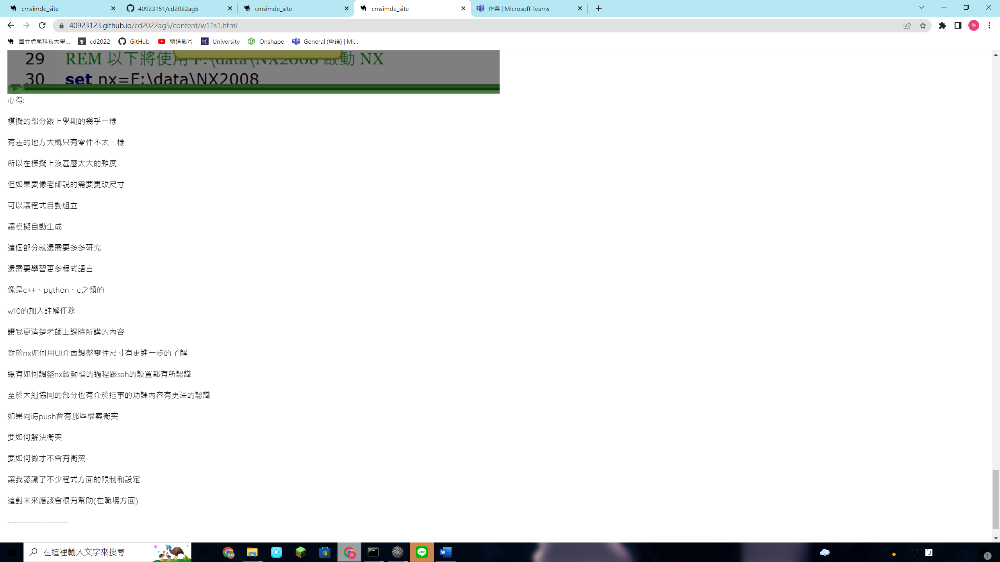 cmsimde_site
40923151/cd2022ag5
cmsimde_site
cmsimde_site
作業 | Microsoft Teams
40923123.github.io/cd2022ag5/content/w11s1.html
許
國立虎尾科技大學...
cd2022
GitHub
頻道影片
University
Onshape
General (會議) | Mi...
29 REM 以下將使用 F:\data\NX2008 啟動 NX
30 set nx=F:\data\NX2008
心得:
模擬的部分跟上學期的幾乎一樣
有差的地方大概只有零件不太一樣
所以在模擬上沒甚麼太大的難度
但如果要像老師說的需要更改尺寸
可以讓程式自動組立
讓模擬自動生成
這個部分就還需要多多研究
還需要學習更多程式語言
像是c++、python、c之類的
w10的加入註解任務
讓我更清楚老師上課時所講的內容
對於nx如何用UI介面調整零件尺寸有更進一步的了解
還有如何調整nx啟動檔的過程跟ssh的設置都有所認識
至於大組協同的部分也有介於這事的功課內容有更深的認識
如果同時push會有那些檔案衝突
要如何解決衝突
要如何做才不會有衝突
讓我認識了不少程式方面的限制和設定
這對未來應該會很有幫助(在職場方面)
--------------------
在這裡輸入文字來搜尋
中
ㄅ
2022/6/19
1